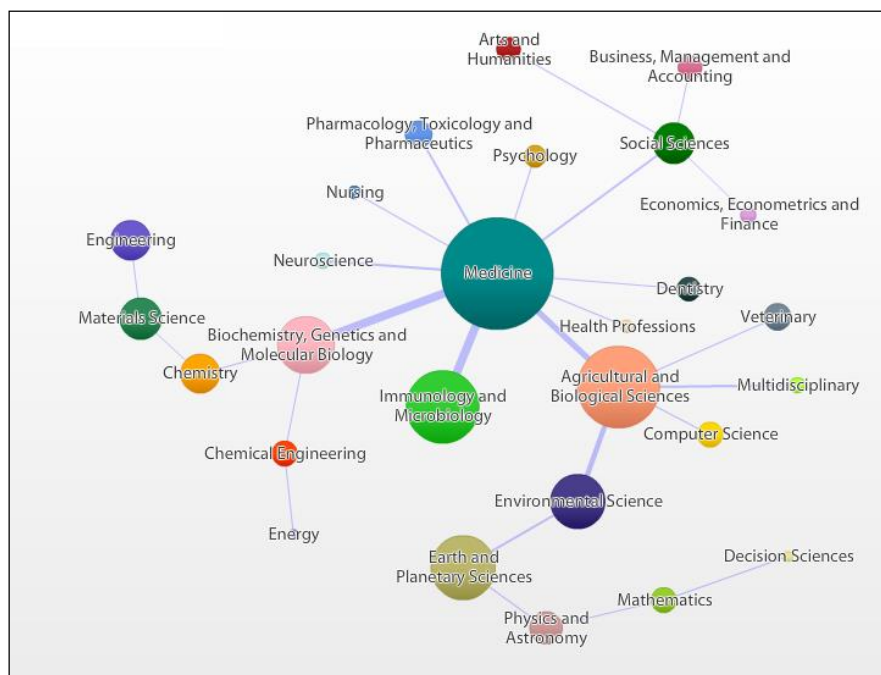 Arts and
Humanities
Business, Management and
Accounting
Pharmacology, Toxicology and
Pharmaceutics
Psychology
Social Sciences
Nursing
Economics, Econometrics and
Finance
Engineering
Neuroscience
Medicine
Dentistry
Materials Science
Biochemistry, Genetics and
Molecular Biology
Health Professions
Veterinary
Chemistry
Immunology and
Microbiology
Agricultural and
Biological Sciences
Multidisciplinary
Computer Science
Chemical Engineering
Environmental Science
Energy
Earth and
Planetary Sciences
Decision Sciences
Mathematics
Physics and
Astronomy